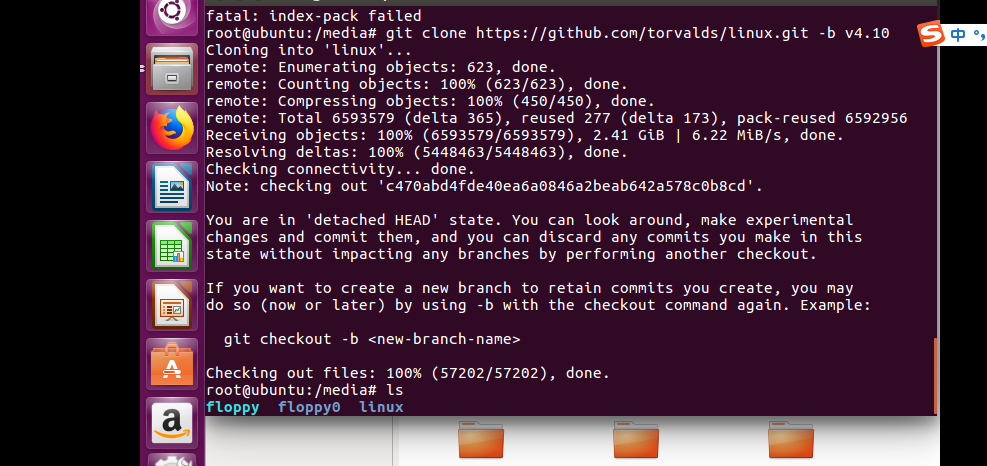 fatal: index-pack failed
root@ubuntu:/media# git clone https://github.com/torvalds/linux.git -b v4.10
Cloning into 'linux'...
remote: Enumerating objects: 623, done.
remote: Counting objects: 100% (623/623), done.
remote: Compressing objects: 100% (450/450), done.
remote: Total 6593579 (delta 365), reused 277 (delta 173), pack-reused 6592956
Receiving objects: 100% (6593579/6593579), 2.41 GiB | 6.22 MiB/s, done.
Resolving deltas: 100% (5448463/5448463), done.
Checking connectivity... done.
Note: checking out 'c470abd4fde40ea6a0846a2beab642a578c0b8cd'.
You are in 'detached HEAD' state. You can look around, make experimental
changes and commit them, and you can discard any commits you make in this
state without impacting any branches by performing another checkout.
If you want to create a new branch to retain commits you create, you may
do so (now or later) by using -b with the checkout command again. Example:
git checkout -b <new-branch-name>
Checking out files: 100% (57202/57202), done.
root@ubuntu:/media# ls
floppy floppy0 linux
S 中 °,
A
a